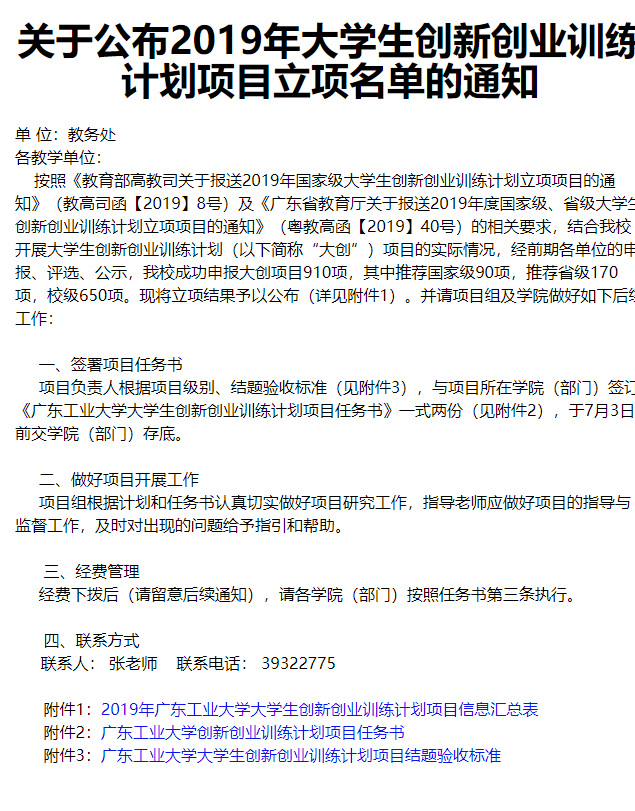 关于公布2019年大学生创新创业训练
计划项目立项名单的通知
单 位：教务处
各教学单位：
按照《教育部高教司关于报送2019年国家级大学生创新创业训练计划立项项目的通
知》（教高司函【2019】8号）及《广东省教育厅关于报送2019年度国家级、省级大学生
创新创业训练计划立项项目的通知》（粤教高函【2019】40号）的相关要求，结合我校
开展大学生创新创业训练计划（以下简称“大创”）项目的实际情况，经前期各单位的申
报、评选、公示，我校成功申报大创项目910项，其中推荐国家级90项，推荐省级170
项，校级650项。现将立项结果予以公布（详见附件1）。并请项目组及学院做好如下后续
工作：
一、签署项目任务书
项目负责人根据项目级别、结题验收标准（见附件3），与项目所在学院（部门）签订
《广东工业大学大学生创新创业训练计划项目任务书》一式两份（见附件2），于7月3日
前交学院（部门）存底。
二、做好项目开展工作
项目组根据计划和任务书认真切实做好项目研究工作，指导老师应做好项目的指导与
监督工作，及时对出现的问题给予指引和帮助。
三、经费管理
经费下拨后（请留意后续通知），请各学院（部门）按照任务书第三条执行。
四、联系方式
联系人： 张老师 联系电话： 39322775
附件1：2019年广东工业大学大学生创新创业训练计划项目信息汇总表
附件2：广东工业大学创新创业训练计划项目任务书
附件3：广东工业大学大学生创新创业训练计划项目结题验收标准